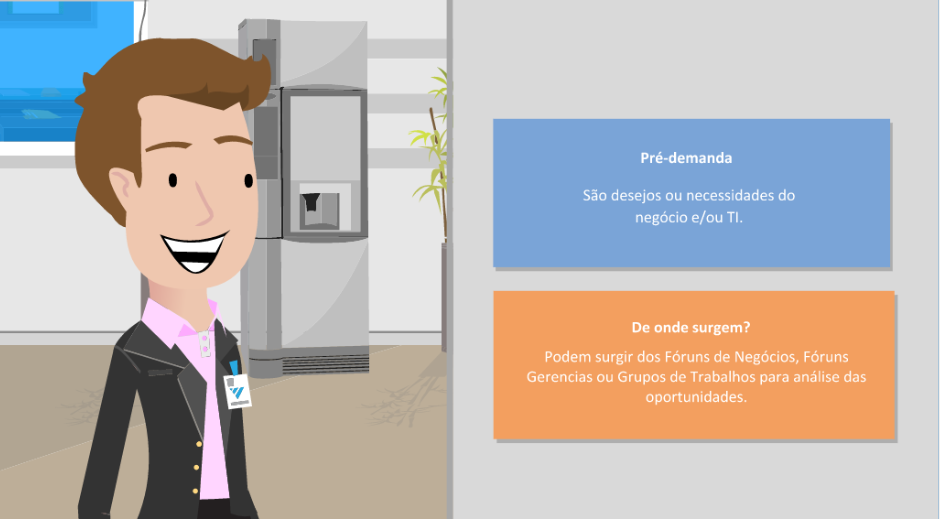 Pré-demanda
São desejos ou necessidades do
negócio e/ou TI.
De onde surgem?
Podem surgir dos Fóruns de Negócios, Fóruns
Gerencias ou Grupos de Trabalhos para análise das
oportunidades.